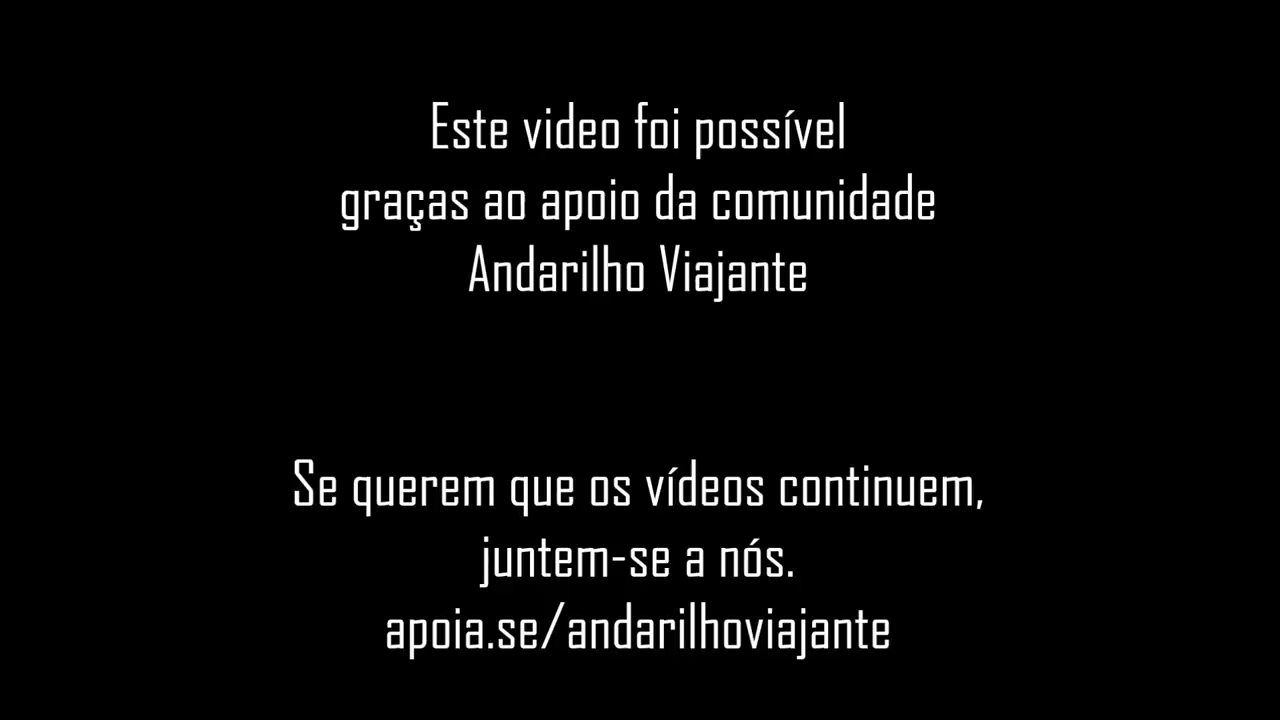 Este video foi possível
graças ao apoio da comunidade
Andarilho Viajante
Se querem que os vídeos continuem,
juntem-se a nós.
apoia.se/andarilhoviajante